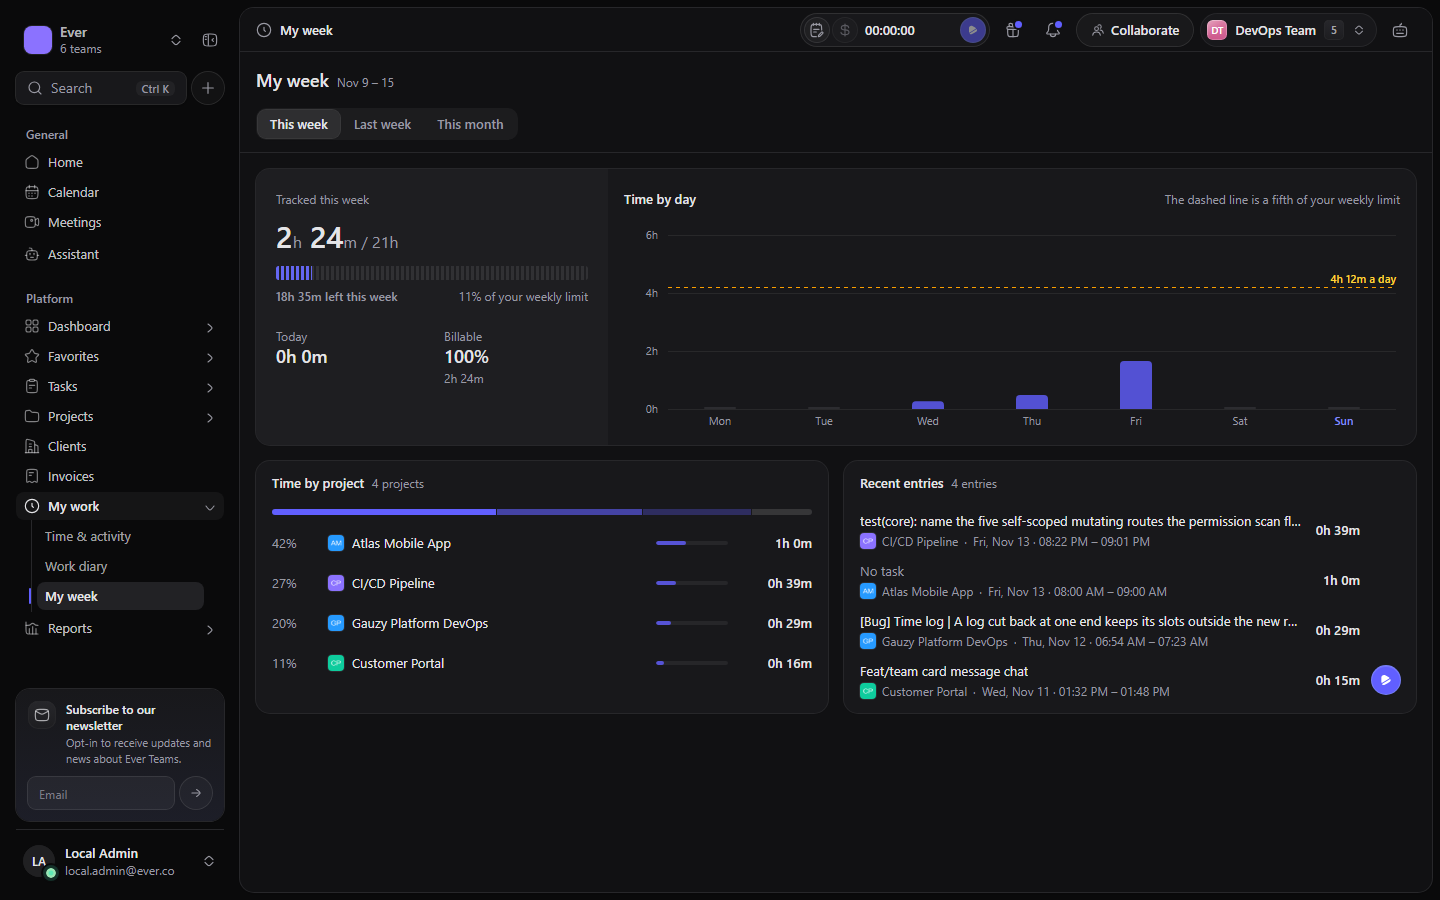 Ever
6 teams
Search
Ctrl K
General
Home
Calendar
Meetings
Assistant
Platform
Dashboard
Favorites
Tasks
Projects
Clients
Invoices
My work
Time & activity
Work diary
My week
Reports
Subscribe to our
newsletter
Opt-in to receive updates and
news about Ever Teams.
Email
LA
Local Admin
local.admin@ever.co
My week
00:00:00
Collaborate
DT
DevOps Team
5
My week
Nov 9 – 15
This week
Last week
This month
Tracked this week
2h 24m / 21h
18h 35m left this week
11% of your weekly limit
Today
0h 0m
Billable
100%
2h 24m
Time by day
The dashed line is a fifth of your weekly limit
6h
4h 12m a day
4h
2h
0h
Mon
Tue
Wed
Thu
Fri
Sat
Sun
Time by project
4 projects
42%
AM
Atlas Mobile App
1h 0m
27%
CP
CI/CD Pipeline
0h 39m
20%
GP
Gauzy Platform DevOps
0h 29m
11%
CP
Customer Portal
0h 16m
Recent entries
4 entries
test(core): name the five self-scoped mutating routes the permission scan fl...
CP
CI/CD Pipeline · Fri, Nov 13 · 08:22 PM – 09:01 PM
0h 39m
No task
AM
Atlas Mobile App · Fri, Nov 13 · 08:00 AM – 09:00 AM
1h 0m
[Bug] Time log | A log cut back at one end keeps its slots outside the new r...
GP
Gauzy Platform DevOps · Thu, Nov 12 · 06:54 AM – 07:23 AM
0h 29m
Feat/team card message chat
CP
Customer Portal · Wed, Nov 11 · 01:32 PM – 01:48 PM
0h 15m